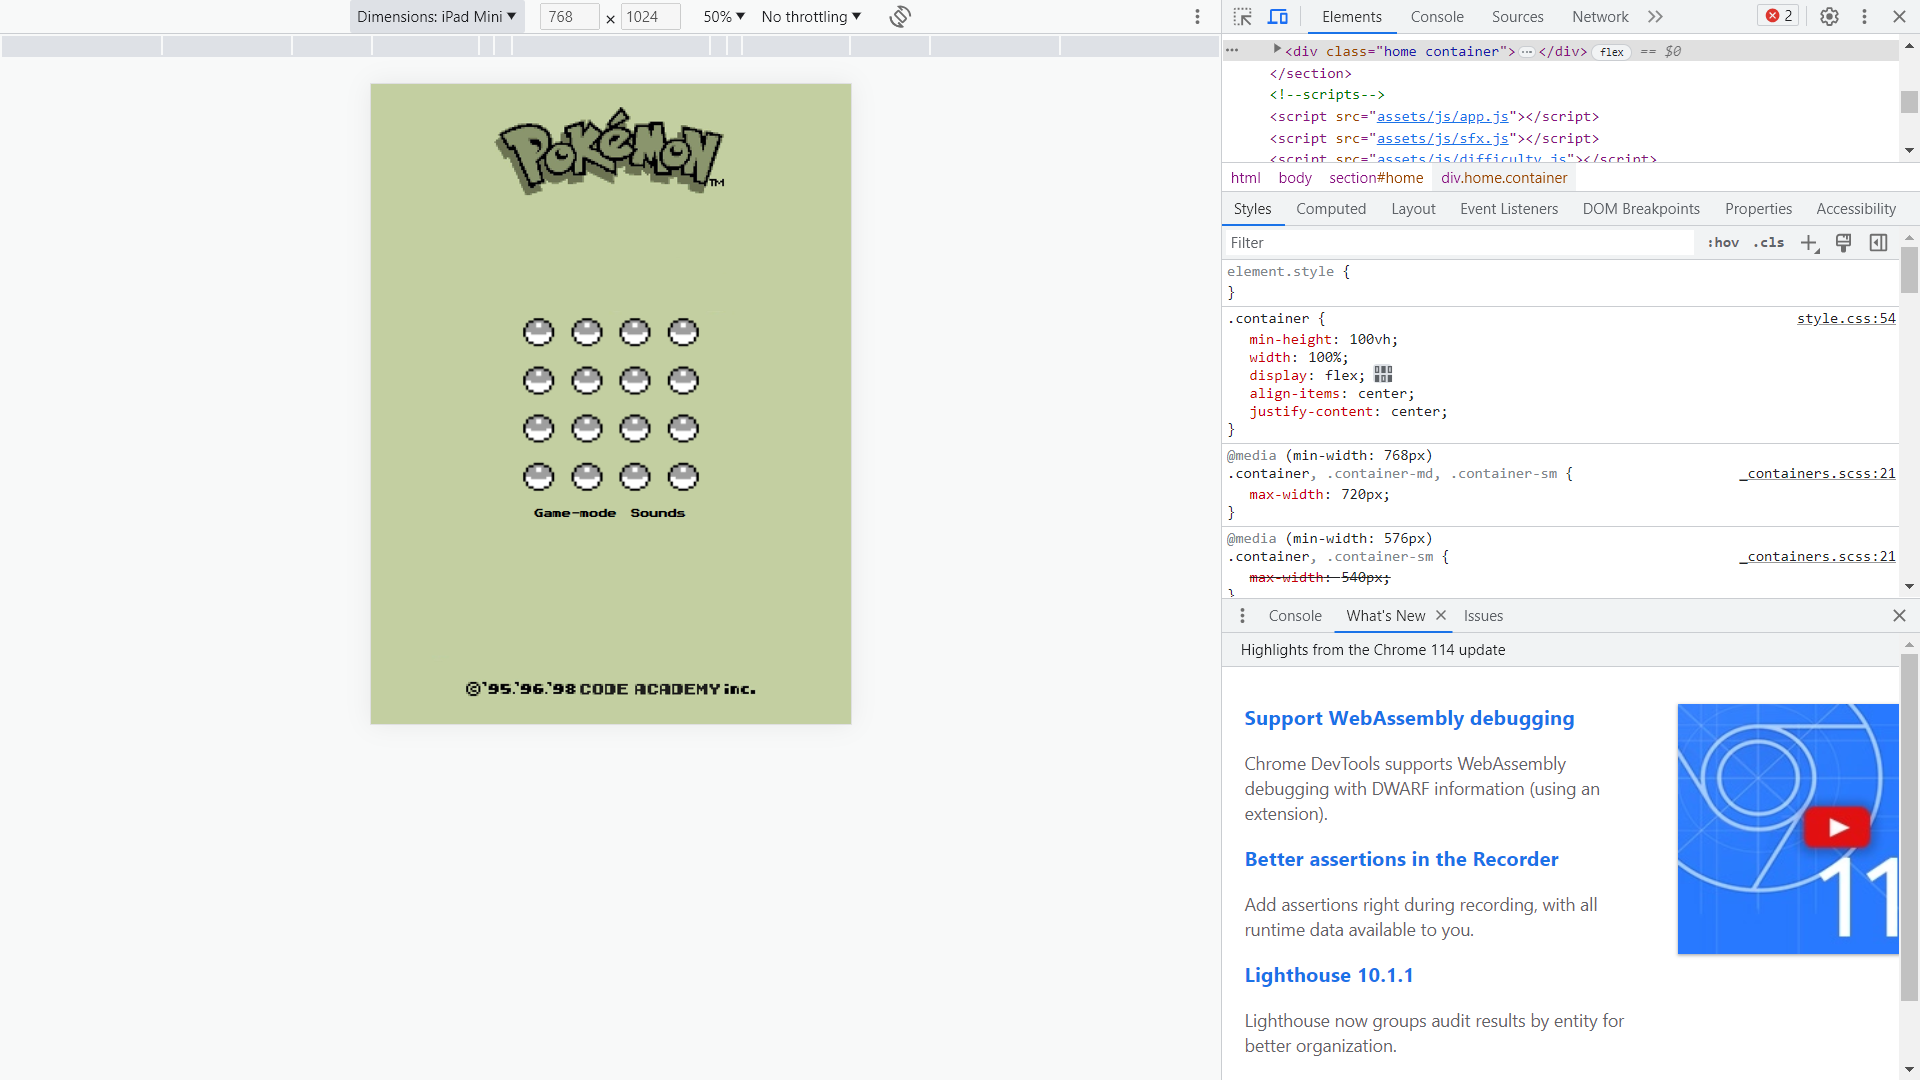 Dimensions: iPad Mini ▼ 768 × 1024 50% ▼ No throttling ▼
POKéMON TM
Game-mode Sounds
©'95.'96.'98 CODE ACADEMY inc.
Elements Console Sources Network 2
<div class="home container"> ⋯ </div> flex == $0
</section>
<!--scripts-->
<script src="assets/js/app.js"></script>
<script src="assets/js/sfx.js"></script>
<script src="assets/js/difficulty.js"></script>
html body section#home div.home.container
Styles Computed Layout Event Listeners DOM Breakpoints Properties Accessibility
Filter :hov .cls
element.style {
}
.container { style.css:54
min-height: 100vh;
width: 100%;
display: flex;
align-items: center;
justify-content: center;
}
@media (min-width: 768px)
.container, .container-md, .container-sm { _containers.scss:21
max-width: 720px;
}
@media (min-width: 576px)
.container, .container-sm { _containers.scss:21
max-width: 540px;
}
Console What's New Issues
Highlights from the Chrome 114 update
Support WebAssembly debugging
Chrome DevTools supports WebAssembly
debugging with DWARF information (using an
extension).
Better assertions in the Recorder
Add assertions right during recording, with all
runtime data available to you.
Lighthouse 10.1.1
Lighthouse now groups audit results by entity for
better organization.
11